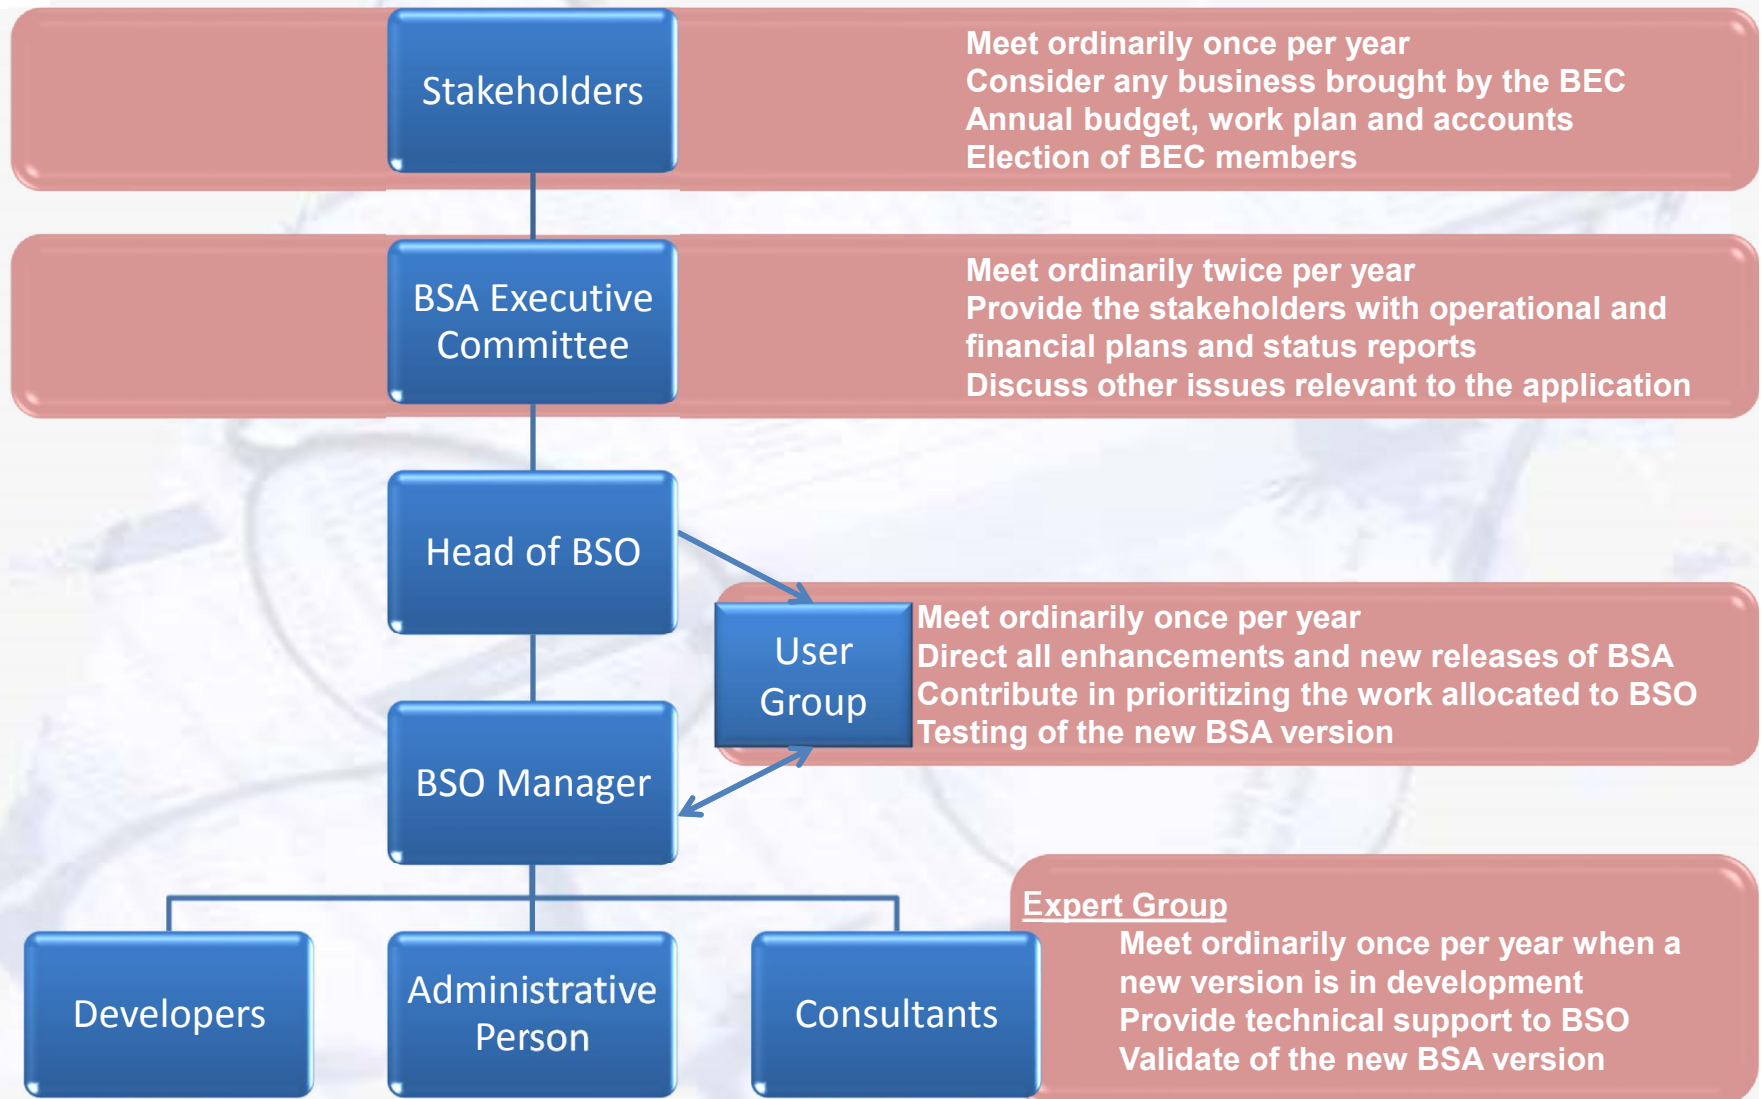 Stakeholders
Meet ordinarily once per year
Consider any business brought by the BEC
Annual budget, work plan and accounts
Election of BEC members
BSA Executive
Committee
Meet ordinarily twice per year
Provide the stakeholders with operational and
financial plans and status reports
Discuss other issues relevant to the application
Head of BSO
User
Group
Meet ordinarily once per year
Direct all enhancements and new releases of BSA
Contribute in prioritizing the work allocated to BSO
Testing of the new BSA version
BSO Manager
Developers
Administrative
Person
Consultants
Expert Group
Meet ordinarily once per year when a
new version is in development
Provide technical support to BSO
Validate of the new BSA version